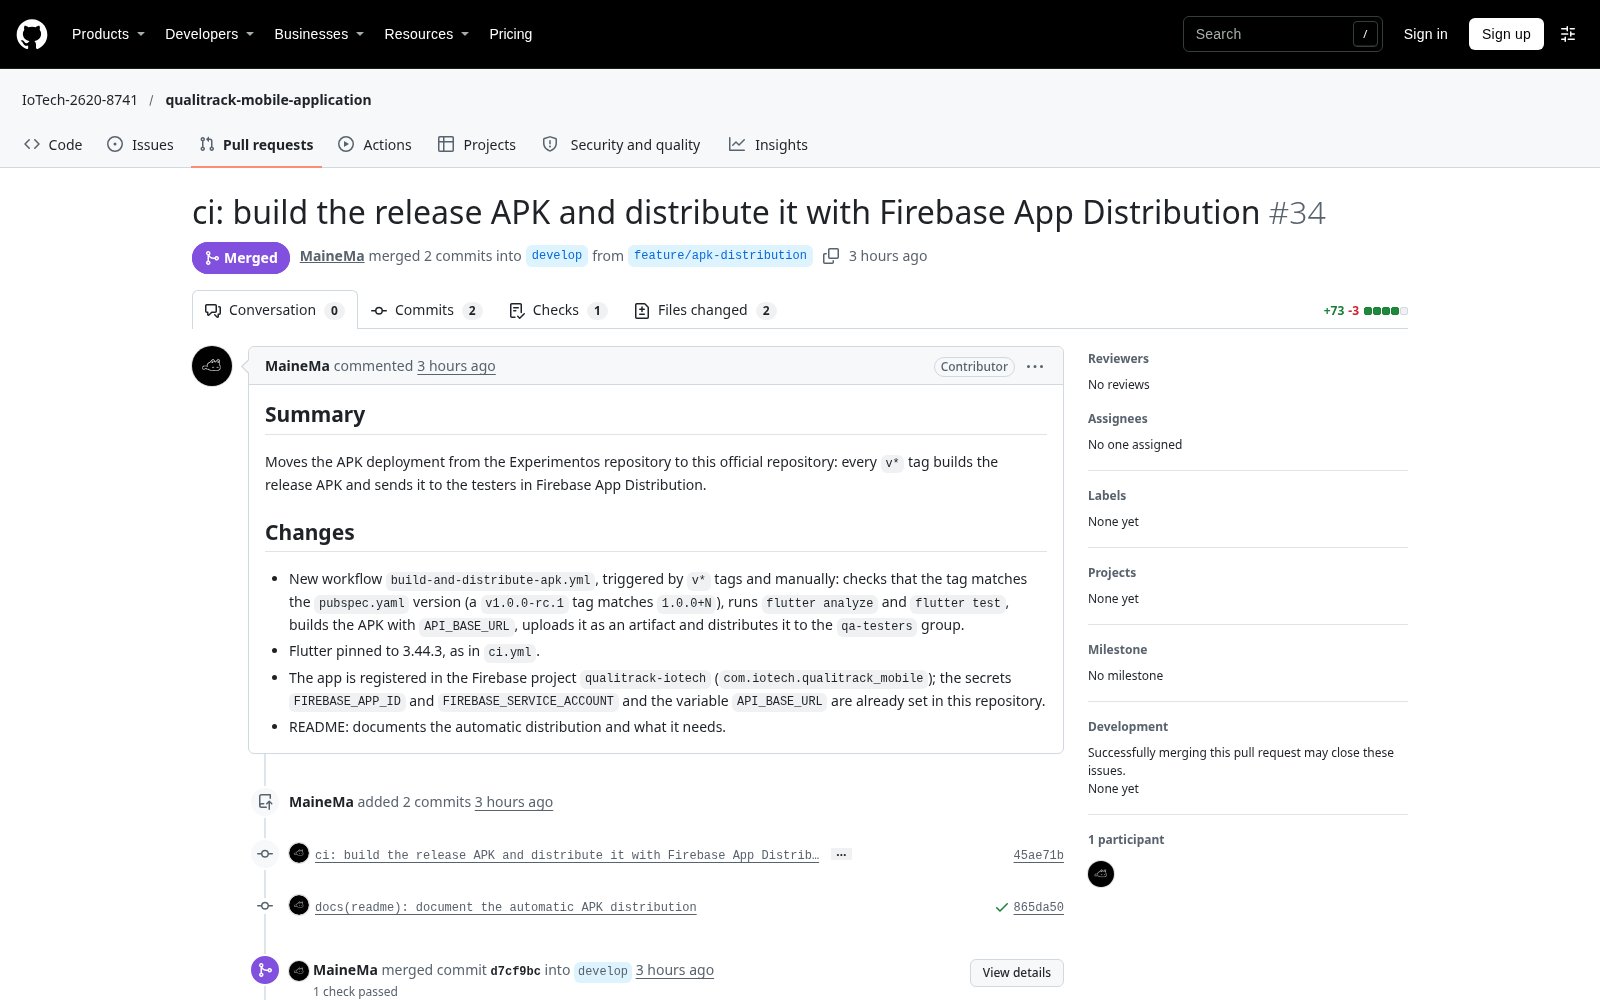 Products Developers Businesses Resources Pricing Search / Sign in Sign up
IoTech-2620-8741 / qualitrack-mobile-application
Code Issues Pull requests Actions Projects Security and quality Insights
ci: build the release APK and distribute it with Firebase App Distribution #34
Merged MaineMa merged 2 commits into develop from feature/apk-distribution 3 hours ago
Conversation 0 Commits 2 Checks 1 Files changed 2 +73 -3
MaineMa commented 3 hours ago Contributor
Summary
Moves the APK deployment from the Experimentos repository to this official repository: every v* tag builds the
release APK and sends it to the testers in Firebase App Distribution.
Changes
• New workflow build-and-distribute-apk.yml, triggered by v* tags and manually: checks that the tag matches
the pubspec.yaml version (a v1.0.0-rc.1 tag matches 1.0.0+N), runs flutter analyze and flutter test,
builds the APK with API_BASE_URL, uploads it as an artifact and distributes it to the qa-testers group.
• Flutter pinned to 3.44.3, as in ci.yml.
• The app is registered in the Firebase project qualitrack-iotech (com.iotech.qualitrack_mobile); the secrets
FIREBASE_APP_ID and FIREBASE_SERVICE_ACCOUNT and the variable API_BASE_URL are already set in this repository.
• README: documents the automatic distribution and what it needs.
MaineMa added 2 commits 3 hours ago
ci: build the release APK and distribute it with Firebase App Distrib… ... 45ae71b
docs(readme): document the automatic APK distribution 865da50
MaineMa merged commit d7cf9bc into develop 3 hours ago View details
1 check passed
Reviewers
No reviews
Assignees
No one assigned
Labels
None yet
Projects
None yet
Milestone
No milestone
Development
Successfully merging this pull request may close these
issues.
None yet
1 participant